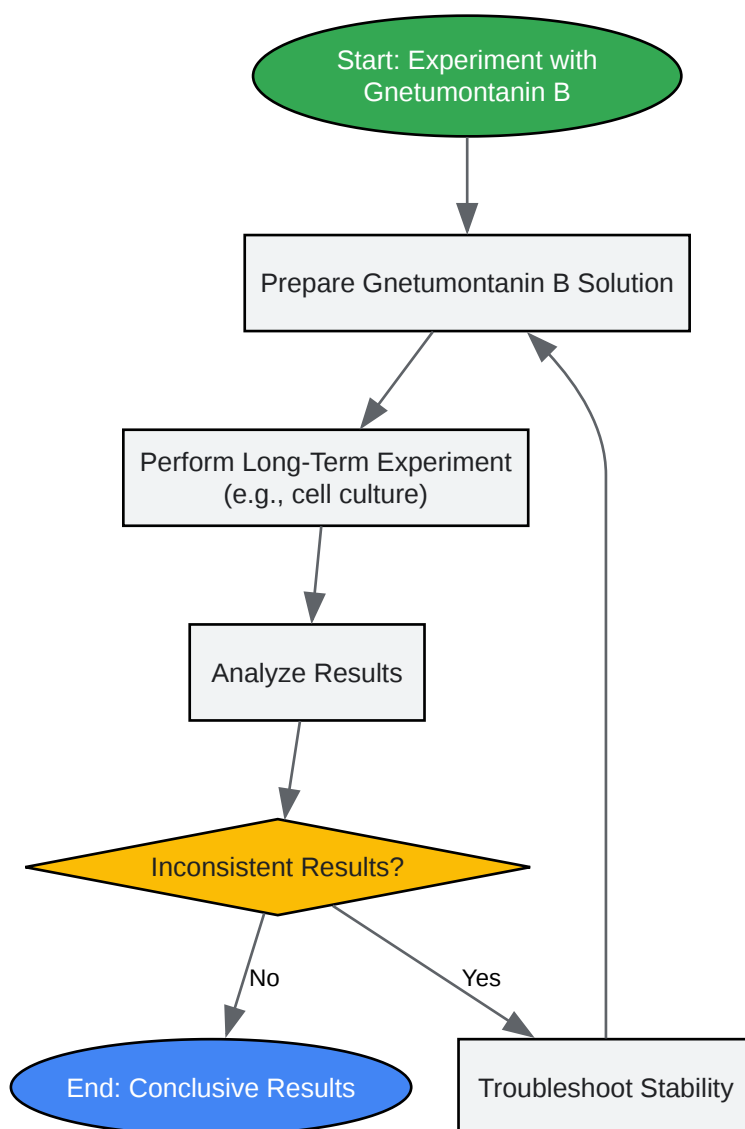 Start: Experiment with
Gnetumontanin B
Prepare Gnetumontanin B Solution
Perform Long-Term Experiment
(e.g., cell culture)
Analyze Results
Inconsistent Results?
No
Yes
End: Conclusive Results
Troubleshoot Stability